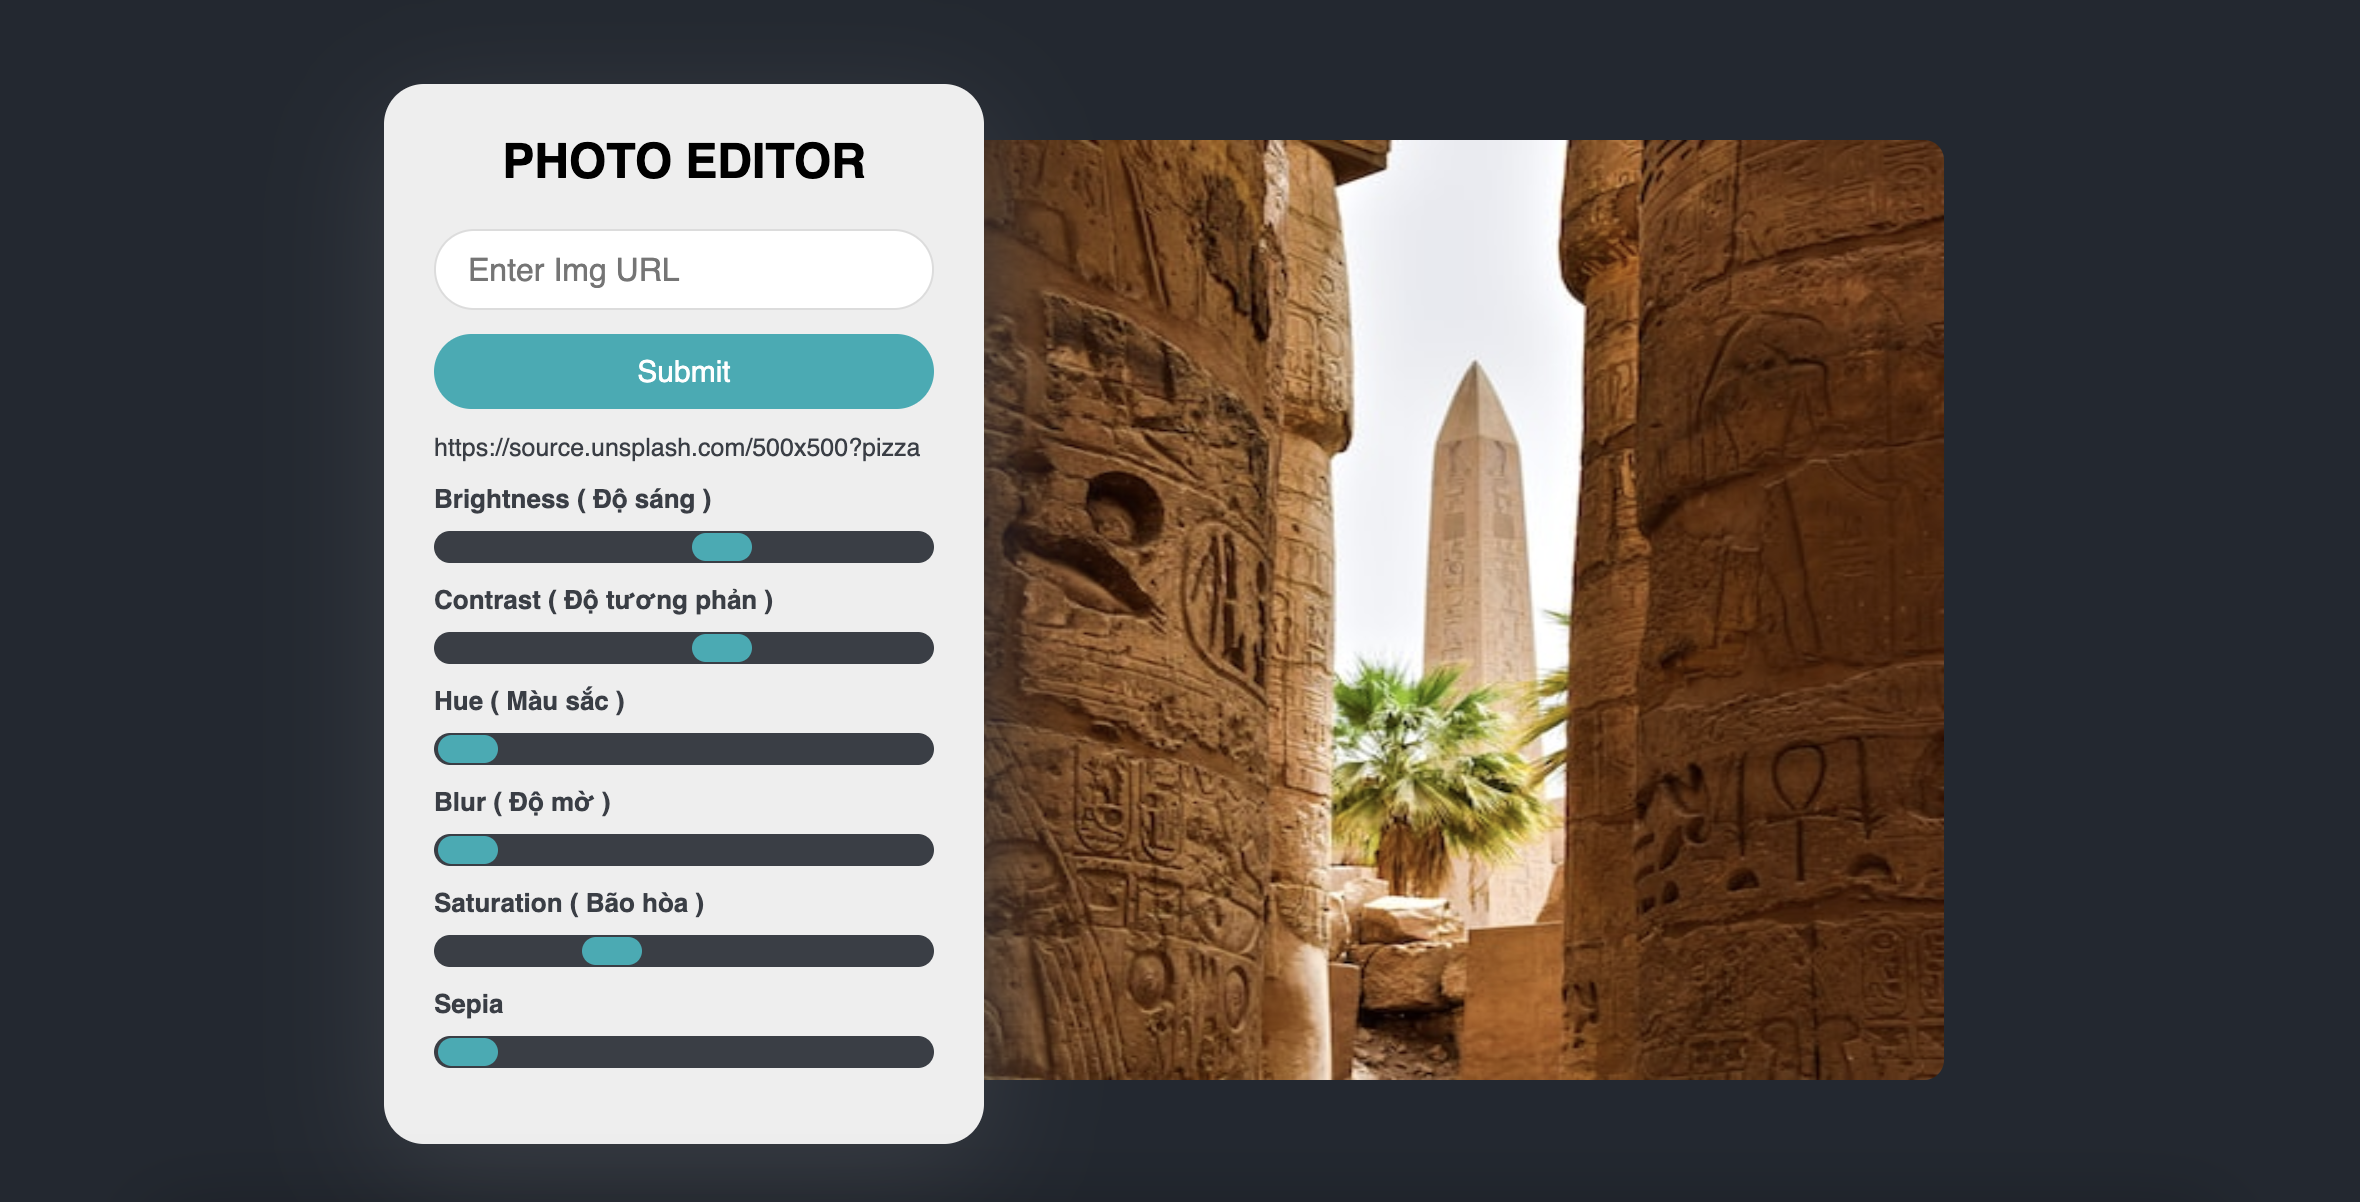 PHOTO EDITOR
Enter Img URL
Submit
https://source.unsplash.com/500x500?pizza
Brightness ( Độ sáng )
Contrast ( Độ tương phản )
Hue ( Màu sắc )
Blur ( Độ mờ )
Saturation ( Bão hòa )
Sepia